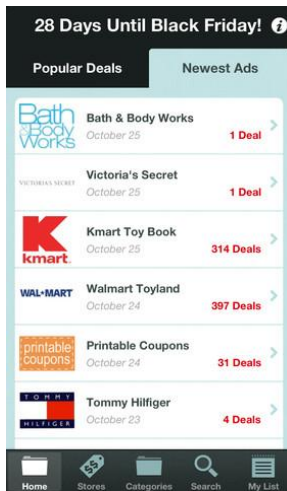 28 Days Until Black Friday! i
Popular Deals
Newest Ads
Bath
& Body
Works
Bath & Body Works
October 25
1 Deal
VICTORIA'S SECRET
Victoria's Secret
October 25
1 Deal
K
kmart
Kmart Toy Book
October 25
314 Deals
WAL★MART
Walmart Toyland
October 24
397 Deals
printable
coupons
Printable Coupons
October 24
31 Deals
TOMMY
HILFIGER
Tommy Hilfiger
October 23
4 Deals
$$
Home
Stores
Categories
Search
My List